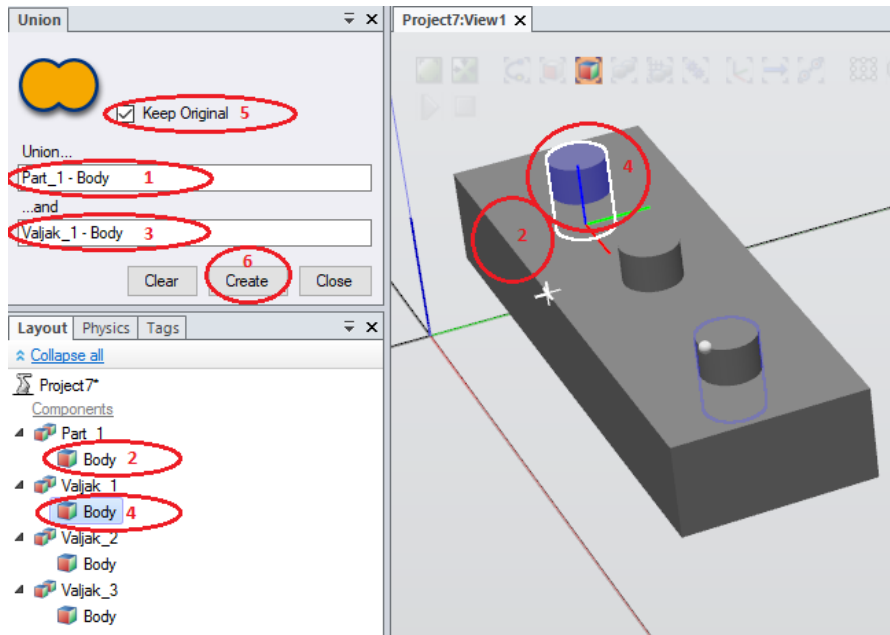 Union
Keep Original 5
Union...
Part_1 - Body 1
...and
Valjak_1 - Body 3
6
Clear Create Close
Layout Physics Tags
Collapse all
Project7*
Components
Part_1
Body 2
Valjak_1
Body 4
Valjak_2
Body
Valjak_3
Body
Project7:View1
4
2